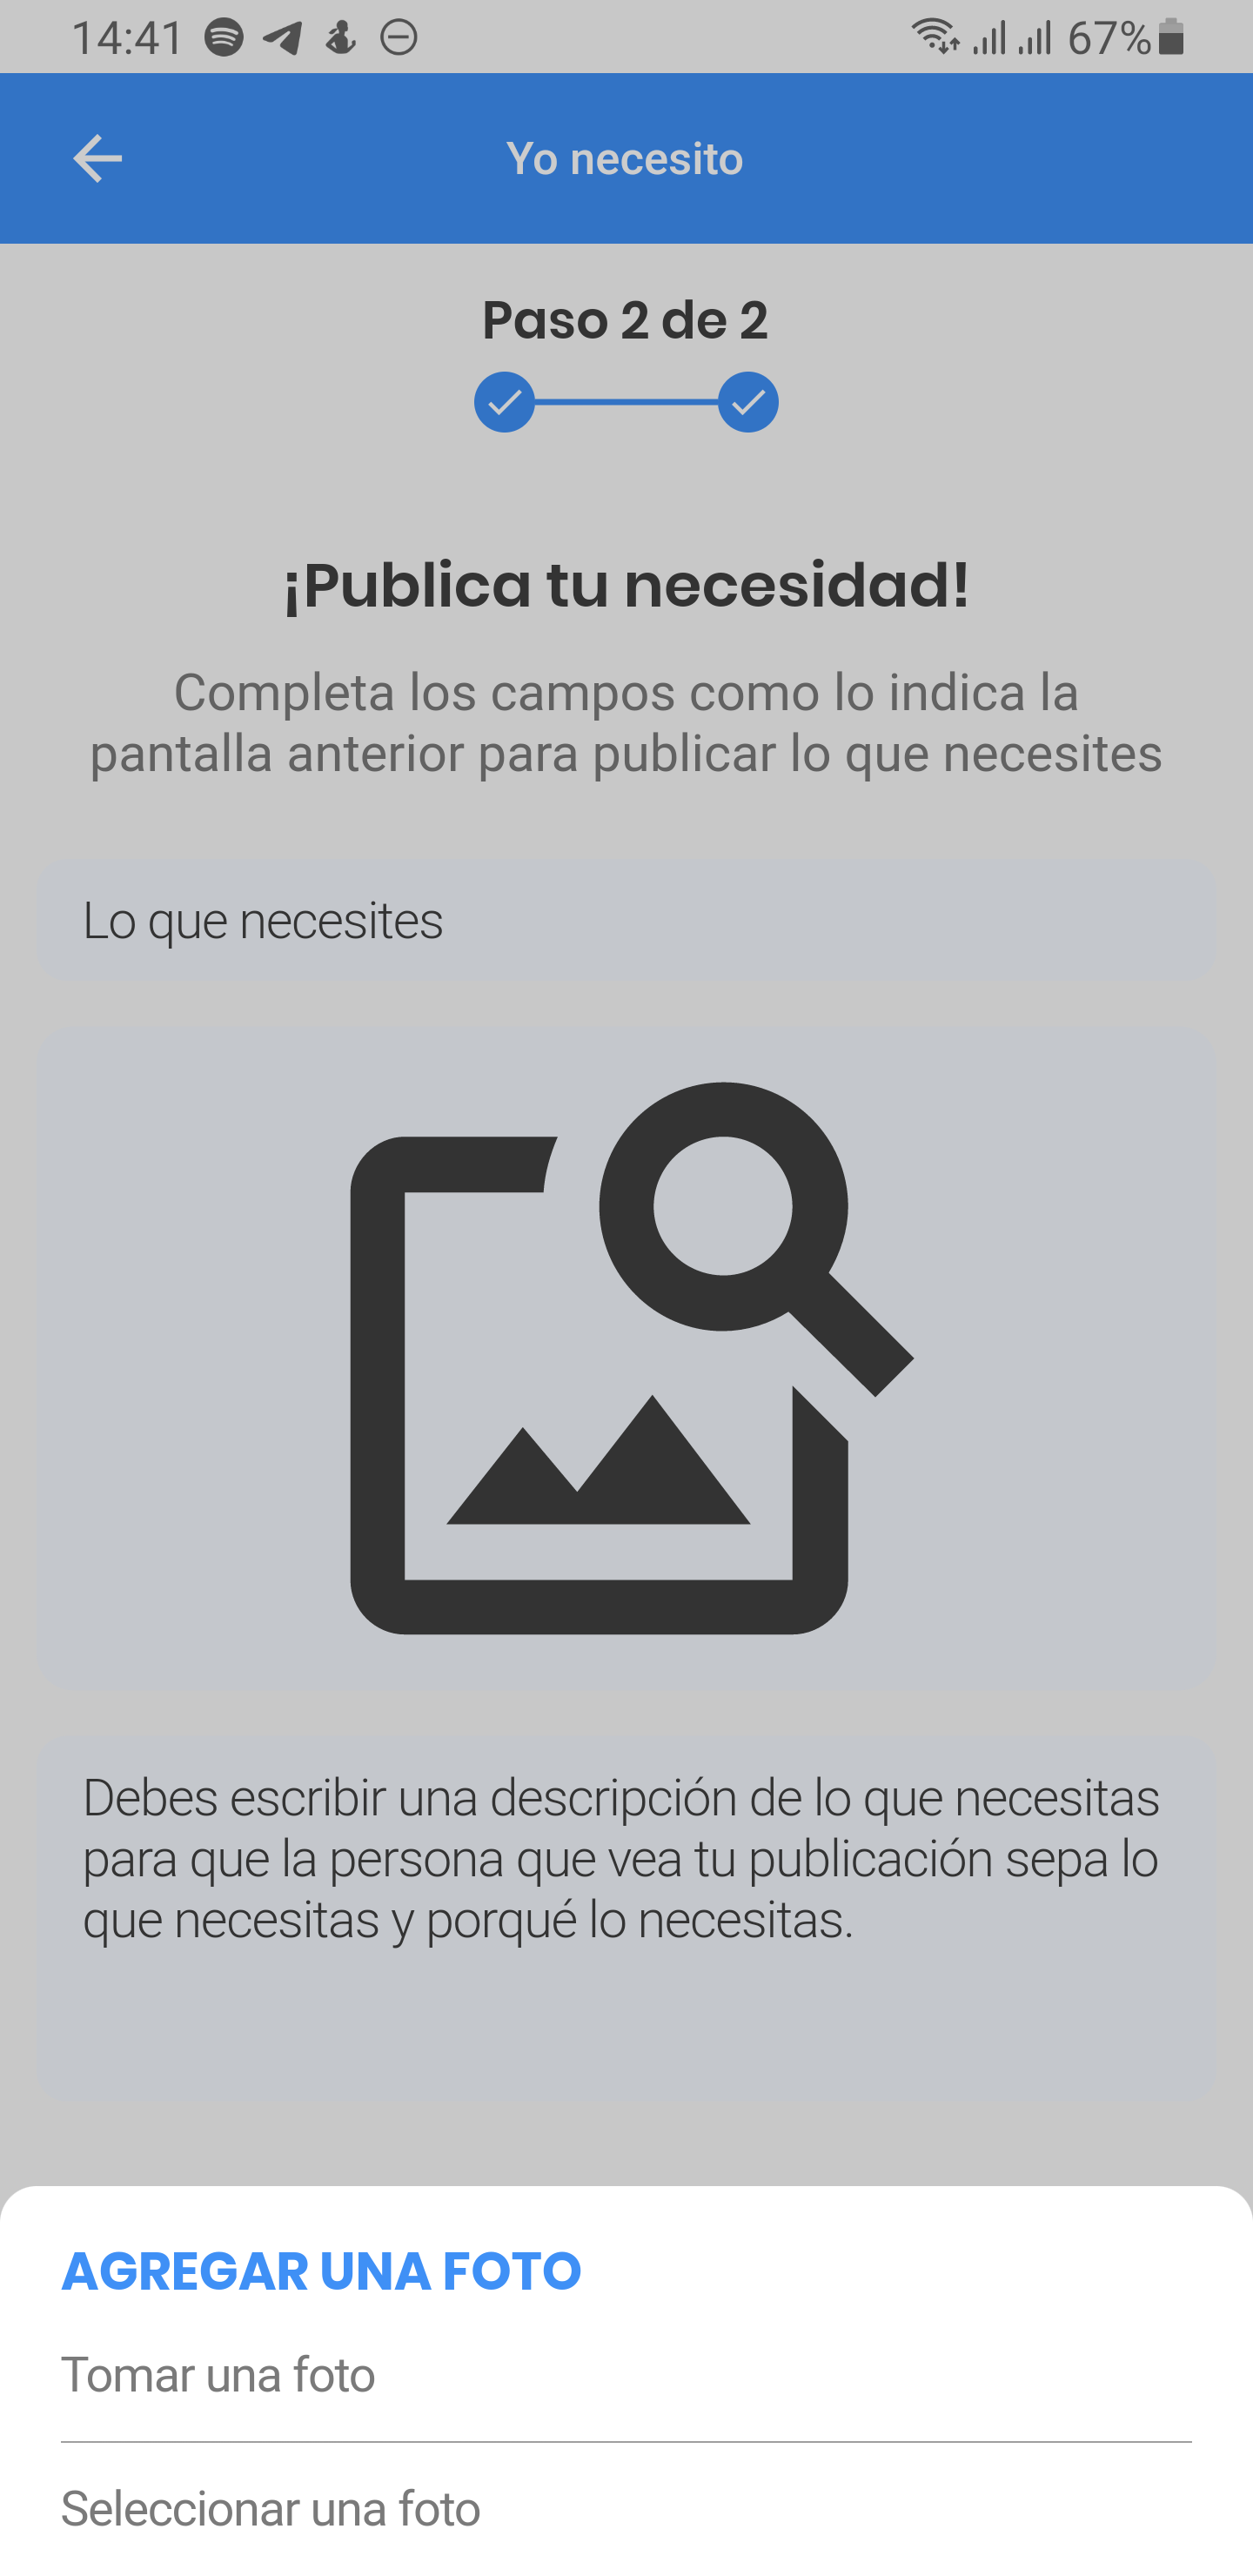 14:41
67%
Yo necesito
Paso 2 de 2
¡Publica tu necesidad!
Completa los campos como lo indica la
pantalla anterior para publicar lo que necesites
Lo que necesites
Debes escribir una descripción de lo que necesitas
para que la persona que vea tu publicación sepa lo
que necesitas y porqué lo necesitas.
AGREGAR UNA FOTO
Tomar una foto
Seleccionar una foto